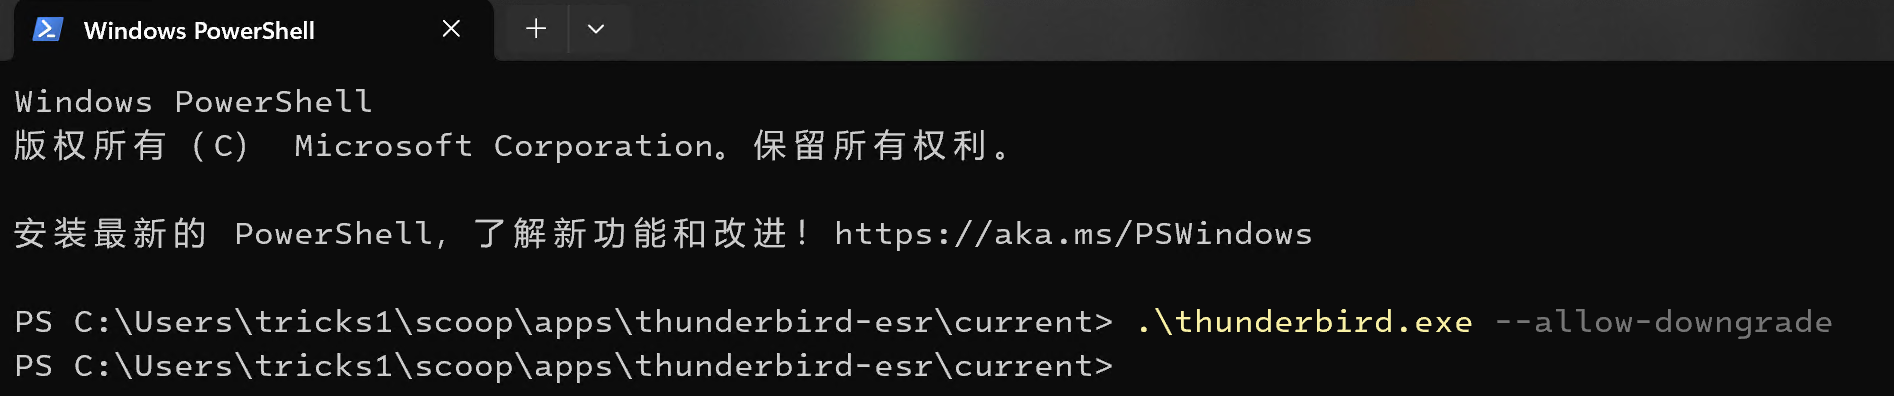 Windows PowerShell
Windows PowerShell
版权所有 (C)  Microsoft Corporation。保留所有权利。
安装最新的 PowerShell，了解新功能和改进！https://aka.ms/PSWindows
PS C:\Users\tricks1\scoop\apps\thunderbird-esr\current> .\thunderbird.exe --allow-downgrade
PS C:\Users\tricks1\scoop\apps\thunderbird-esr\current>